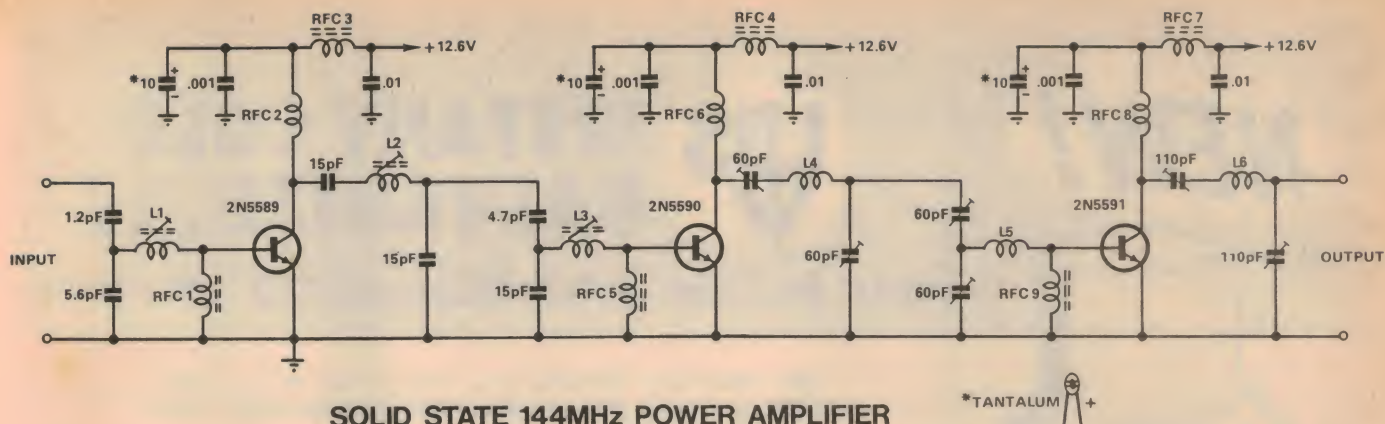 RFC 3
RFC 4
RFC 7
+12.6V
+12.6V
+12.6V
*10
+
-
.001
.01
*10
+
-
.001
.01
*10
+
-
.001
.01
RFC 2
RFC 6
RFC 8
L2
15pF
60pF
L4
110pF
L6
1.2pF
L1
2N5589
4.7pF
L3
2N5590
60pF
2N5591
INPUT
15pF
60pF
L5
110pF
OUTPUT
5.6pF
RFC 1
15pF
RFC 5
60pF
RFC 9
SOLID STATE 144MHz POWER AMPLIFIER
*TANTALUM
+